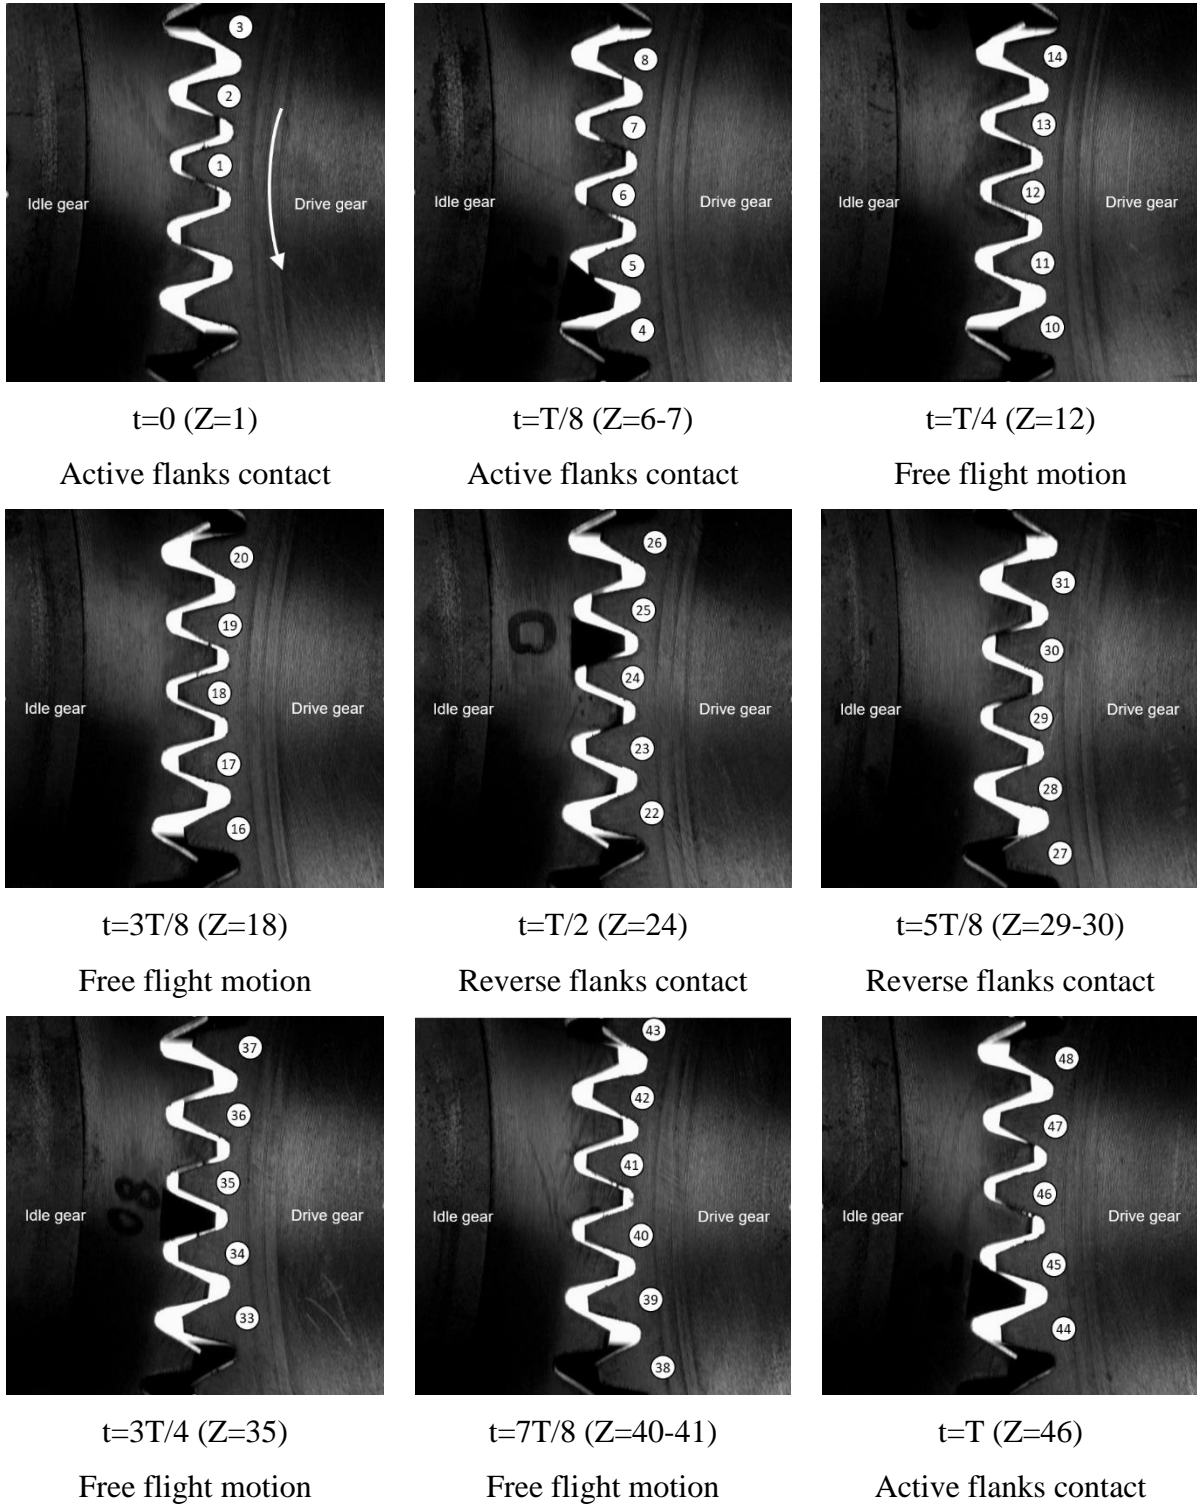 3
2
1
Idle gear
Drive gear
t=0 (Z=1)
Active flanks contact
8
7
6
5
4
Idle gear
Drive gear
t=T/8 (Z=6-7)
Active flanks contact
14
13
12
11
10
Idle gear
Drive gear
t=T/4 (Z=12)
Free flight motion
20
19
18
17
16
Idle gear
Drive gear
t=3T/8 (Z=18)
Free flight motion
26
25
24
23
22
Idle gear
Drive gear
t=T/2 (Z=24)
Reverse flanks contact
31
30
29
28
27
Idle gear
Drive gear
t=5T/8 (Z=29-30)
Reverse flanks contact
37
36
35
34
33
Idle gear
Drive gear
t=3T/4 (Z=35)
Free flight motion
43
42
41
40
39
38
Idle gear
Drive gear
t=7T/8 (Z=40-41)
Free flight motion
48
47
46
45
44
Idle gear
Drive gear
t=T (Z=46)
Active flanks contact